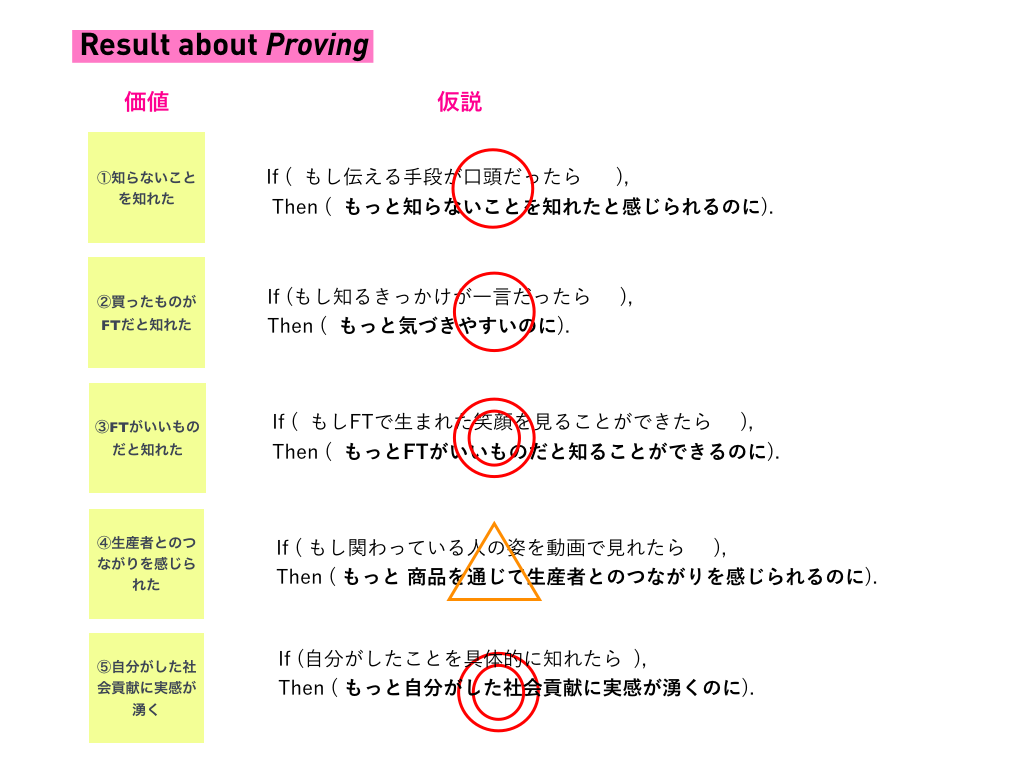 Result about Proving
価値
仮説
①知らないこと
を知れた
If ( もし伝える手段が口頭だったら ),
Then ( もっと知らないことを知れたと感じられるのに).
②買ったものが
FTだと知れた
If (もし知るきっかけが一言だったら ),
Then ( もっと気づきやすいのに).
③FTがいいもの
だと知れた
If ( もしFTで生まれた笑顔を見ることができたら ),
Then ( もっとFTがいいものだと知ることができるのに).
④生産者とのつ
ながりを感じら
れた
If ( もし関わっている人の姿を動画で見れたら ),
Then ( もっと 商品を通じて生産者とのつながりを感じられるのに).
⑤自分がした社
会貢献に実感が
湧く
If (自分がしたことを具体的に知れたら ),
Then ( もっと自分がした社会貢献に実感が湧くのに).